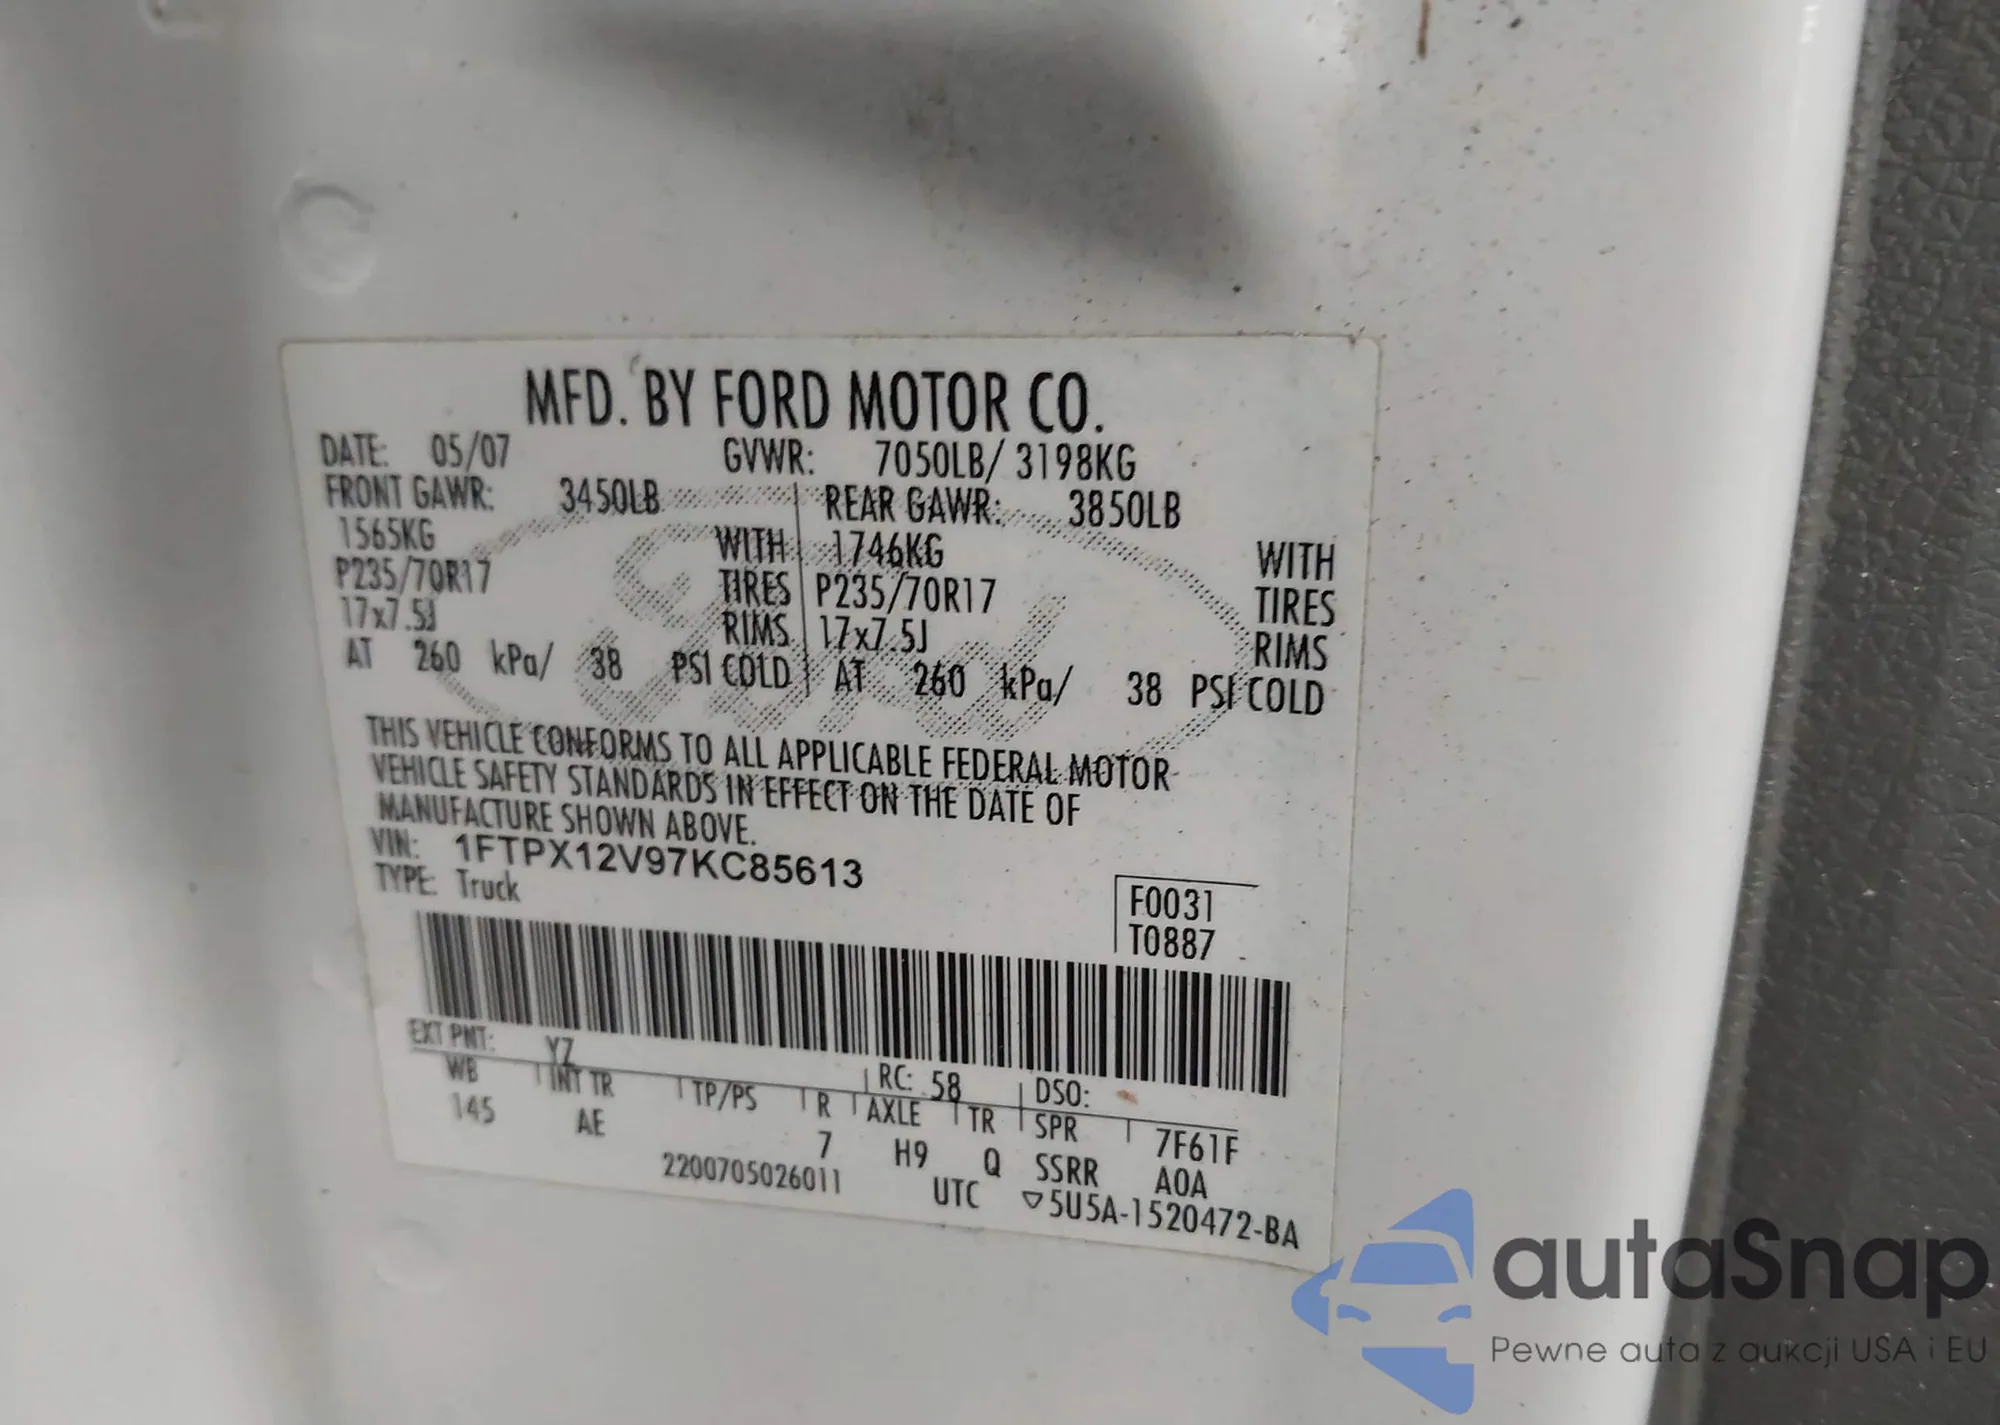 MFD. BY FORD MOTOR CO.
DATE: 05/07 GVWR: 7050LB/ 3198KG
FRONT GAWR: 3450LB REAR GAWR: 3850LB
1565KG WITH 1746KG WITH
P235/70R17 TIRES P235/70R17 TIRES
17x7.5J RIMS 17x7.5J RIMS
AT 260 kPa/ 38 PSI COLD AT 260 kPa/ 38 PSI COLD
THIS VEHICLE CONFORMS TO ALL APPLICABLE FEDERAL MOTOR
VEHICLE SAFETY STANDARDS IN EFFECT ON THE DATE OF
MANUFACTURE SHOWN ABOVE.
VIN: 1FTPX12V97KC85613
TYPE: Truck
F0031
T0887
EXT PNT: YZ RC: 58 DSO:
WB INT TR TP/PS R AXLE TR SPR 7F61F
145 AE 7 H9 Q SSRR A0A
2200705026011 UTC ▽5U5A-1520472-BA
Ford
autaSnap
Pewne auta z aukcji USA i EU